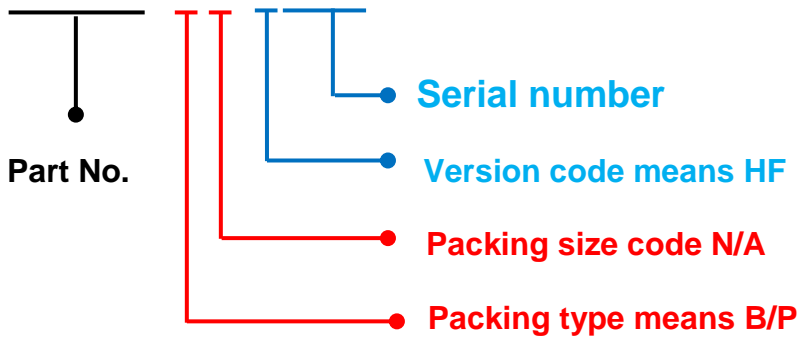 Serial number
Part No.
Version code means HF
Packing size code N/A
Packing type means B/P